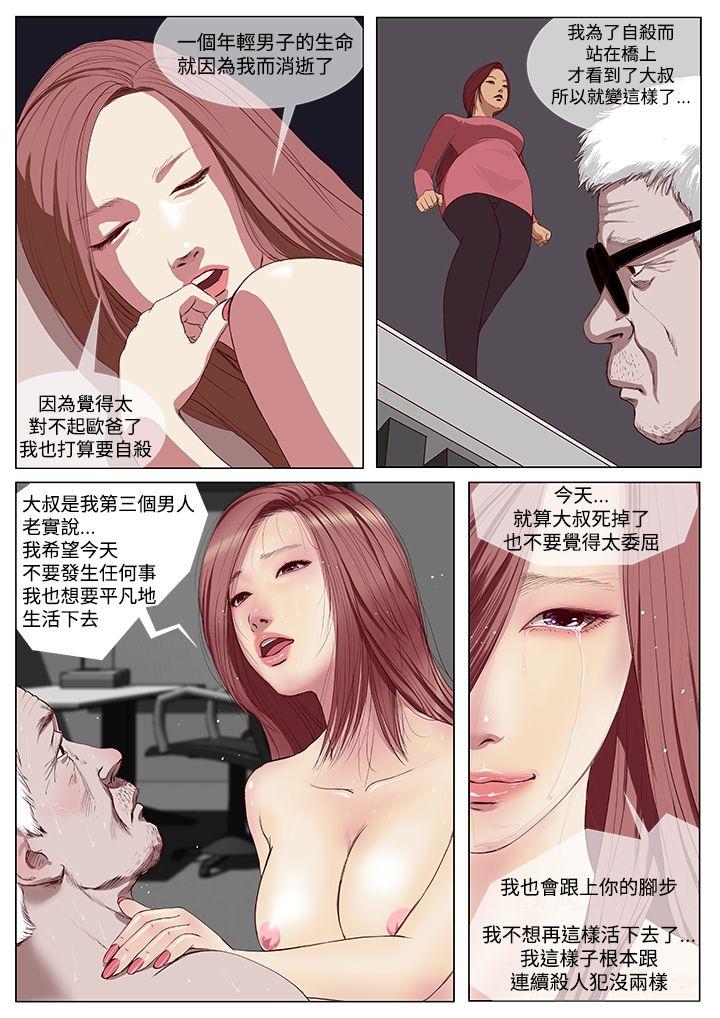 一個年輕男子的生命
就因為我而消逝了
因為覺得太
對不起歐爸了
我也打算要自殺
我為了自殺而
站在橋上
才看到了大叔
所以就變這樣了...
大叔是我第三個男人
老實說...
我希望今天
不要發生任何事
我也想要平凡地
生活下去
今天...
就算大叔死掉了
也不要覺得太委屈
我也會跟上你的腳步
我不想再這樣活下去了...
我這樣子根本跟
連續殺人犯沒兩樣